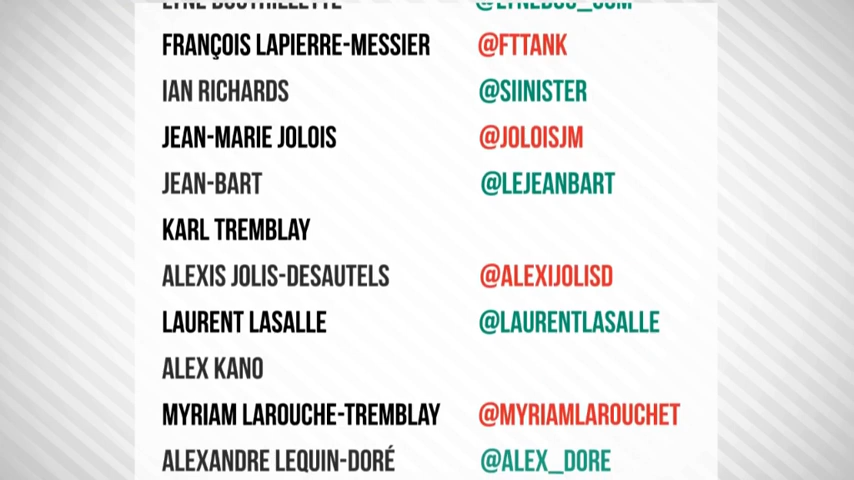 FRANÇOIS LAPIERRE-MESSIER @FTTANK
IAN RICHARDS @SIINISTER
JEAN-MARIE JOLOIS @JOLOISJM
JEAN-BART @LEJEANBART
KARL TREMBLAY
ALEXIS JOLIS-DESAUTELS @ALEXIJOLISD
LAURENT LASALLE @LAURENTLASALLE
ALEX KANO
MYRIAM LAROUCHE-TREMBLAY @MYRIAMLAROUCHET
ALEXANDRE LEQUIN-DORÉ @ALEX_DORE